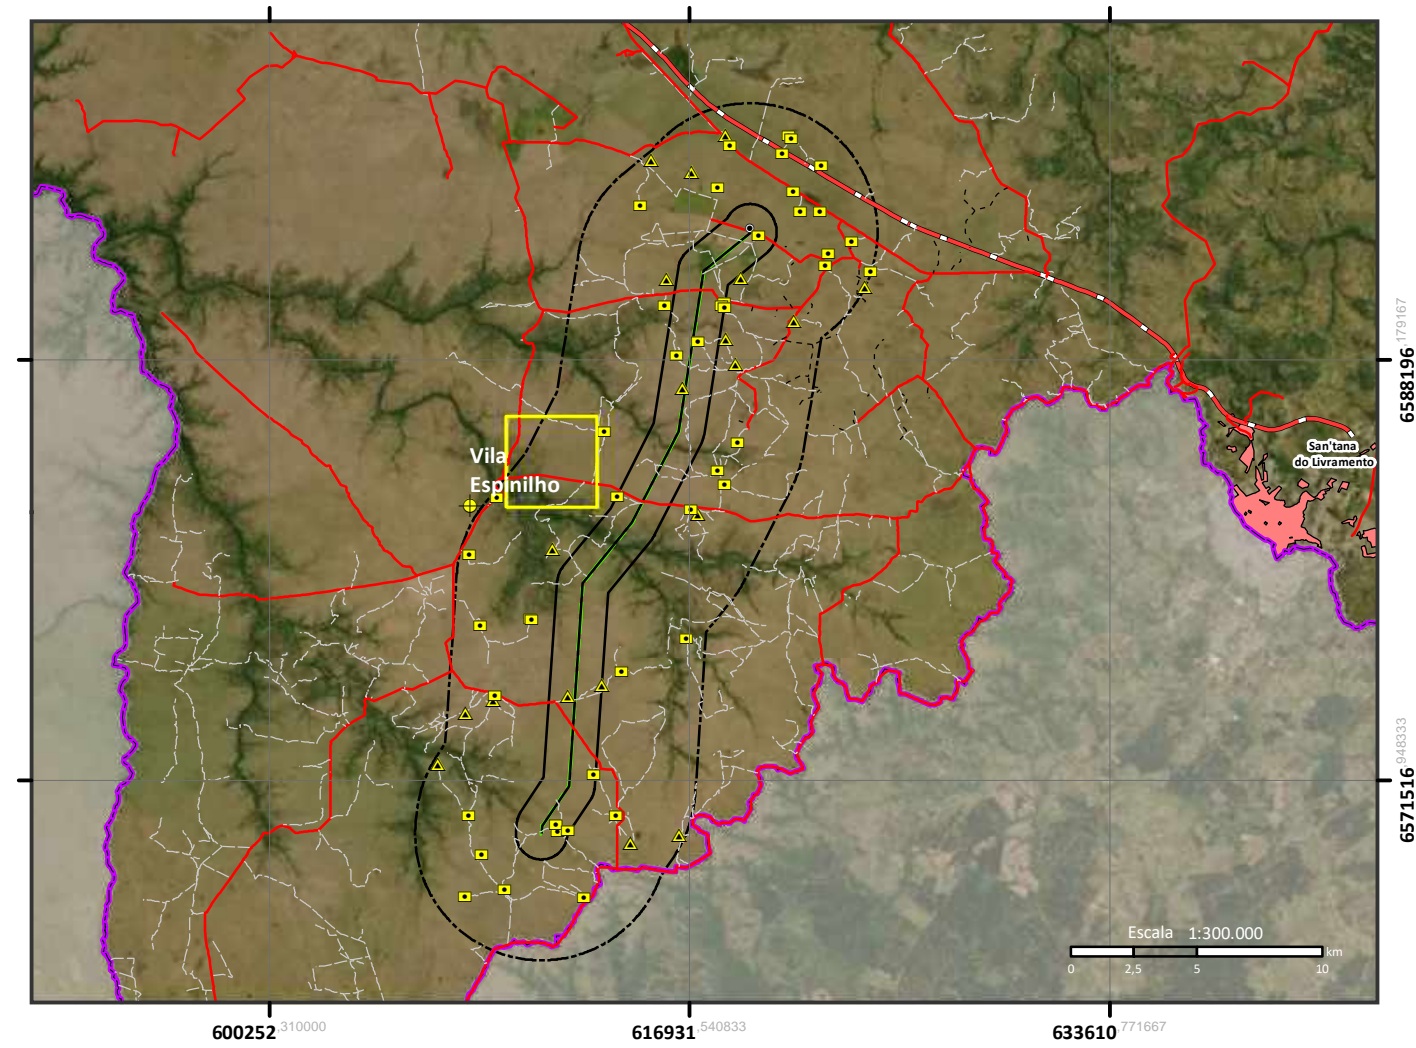 Vila
Espinilho
San'tana
do Livramento
Escala 1:300.000
km
0 2,5 5 10
6588196,179167
6571516,948333
600252,310000
616931,540833
633610,771667